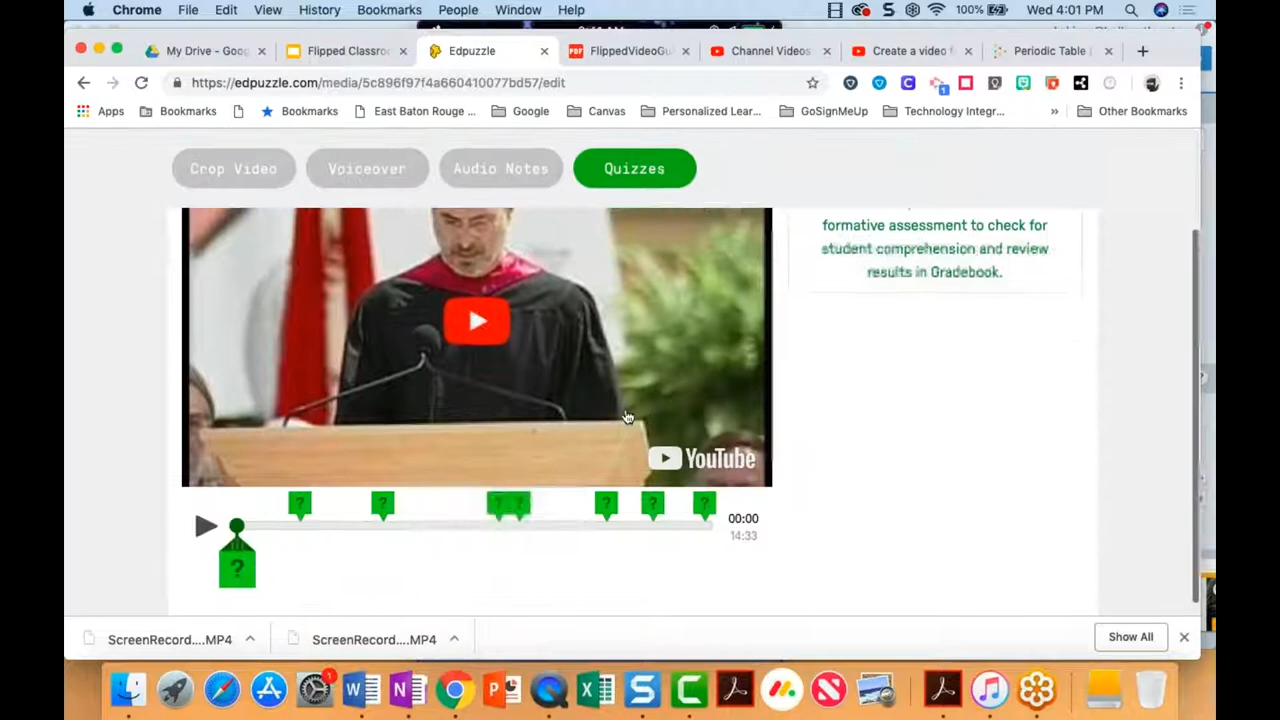 Chrome File Edit View History Bookmarks People Window Help 100% Wed 4:01 PM
My Drive - Goog Flipped Classroo Edpuzzle FlippedVideoGu Channel Videos Create a video f Periodic Table
https://edpuzzle.com/media/5c896f97f4a660410077bd57/edit
Apps Bookmarks Bookmarks East Baton Rouge ... Google Canvas Personalized Lear... GoSignMeUp Technology Integr... » Other Bookmarks
Crop Video Voiceover Audio Notes Quizzes
formative assessment to check for
student comprehension and review
results in Gradebook.
YouTube
? ? ? ? ? ? ?
00:00
14:33
?
ScreenRecord....MP4 ScreenRecord....MP4 Show All